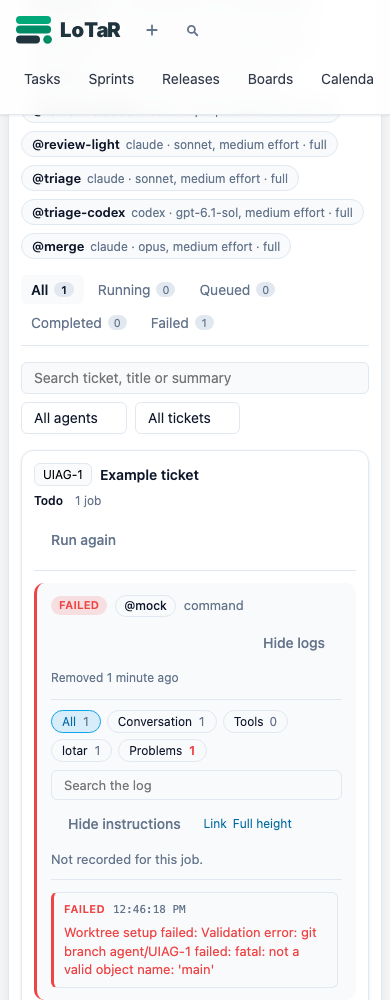 LoTaR
Tasks Sprints Releases Boards Calenda
@review-light claude · sonnet, medium effort · full
@triage claude · sonnet, medium effort · full
@triage-codex codex · gpt-6.1-sol, medium effort · full
@merge claude · opus, medium effort · full
All 1 Running 0 Queued 0
Completed 0 Failed 1
Search ticket, title or summary
All agents All tickets
UIAG-1 Example ticket
Todo 1 job
Run again
FAILED @mock command
Hide logs
Removed 1 minute ago
All 1 Conversation 1 Tools 0
lotar 1 Problems 1
Search the log
Hide instructions Link Full height
Not recorded for this job.
FAILED 12:46:18 PM
Worktree setup failed: Validation error: git
branch agent/UIAG-1 failed: fatal: not a
valid object name: 'main'